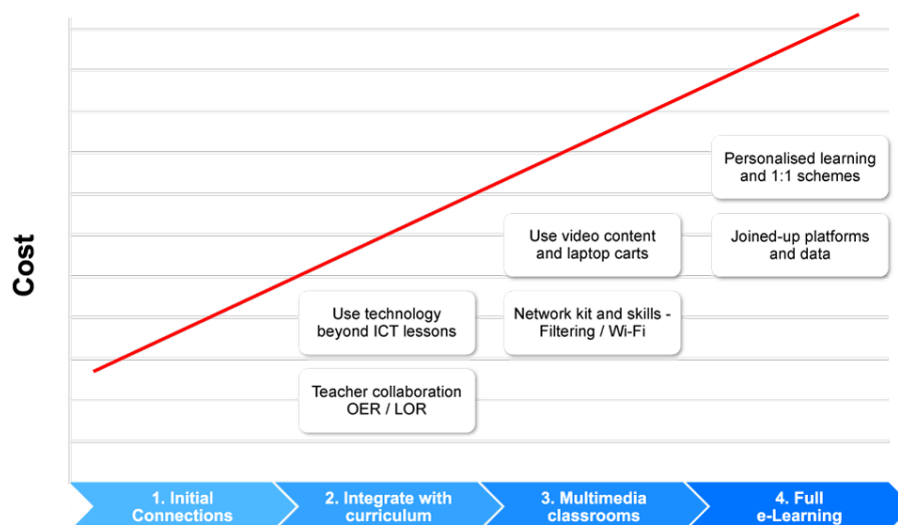 Cost
Personalised learning
and 1:1 schemes
Use video content
and laptop carts
Joined-up platforms
and data
Use technology
beyond ICT lessons
Network kit and skills -
Filtering / Wi-Fi
Teacher collaboration
OER / LOR
1. Initial
Connections
2. Integrate with
curriculum
3. Multimedia
classrooms
4. Full
e-Learning